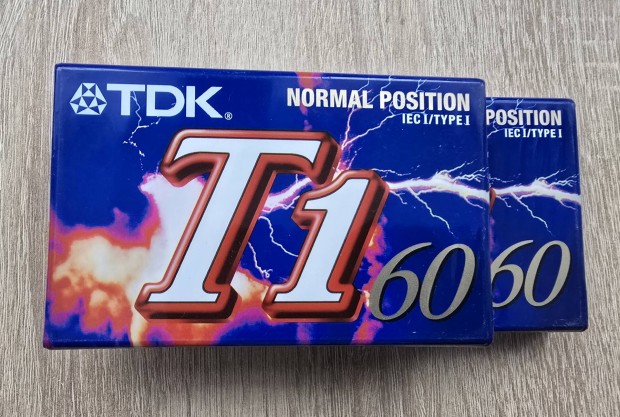 TDK®
NORMAL POSITION
IEC I/TYPE I
T1
60
POSITION
IEC I/TYPE I
60